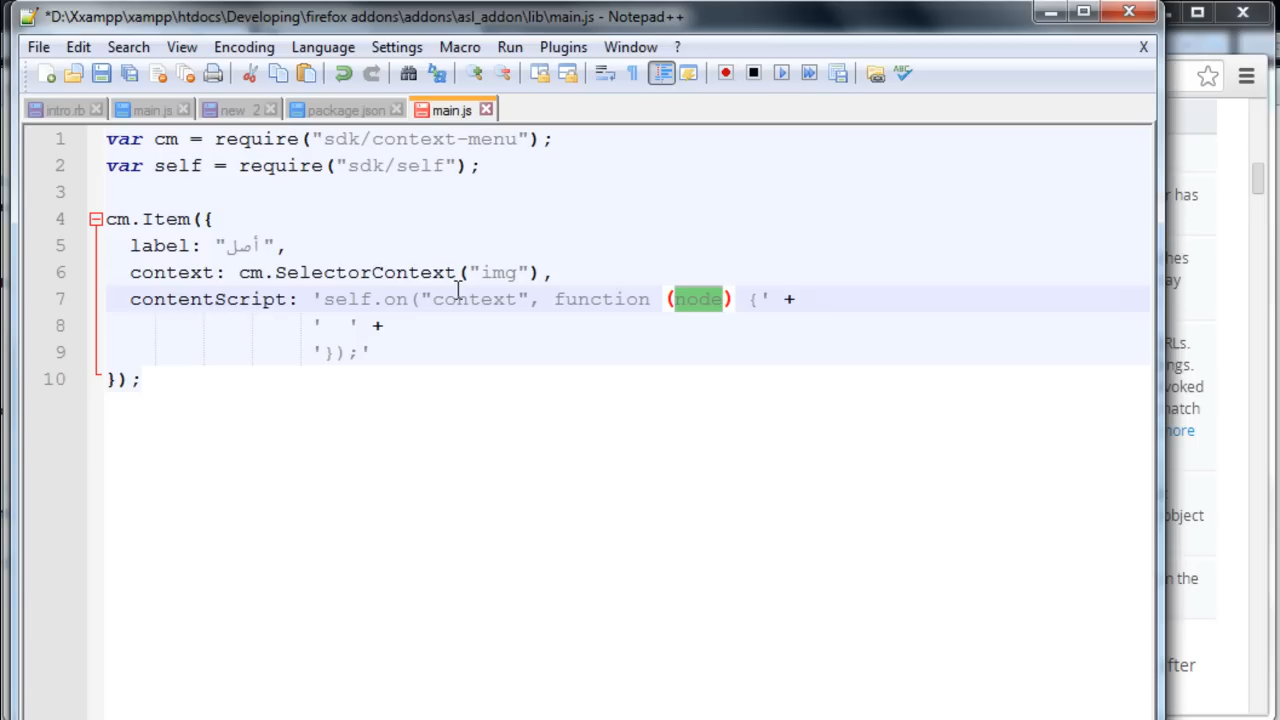 *D:\Xxampp\xampp\htdocs\Developing\firefox addons\addons\asl_addon\lib\main.js - Notepad++
File Edit Search View Encoding Language Settings Macro Run Plugins Window ? X
intro.rb main.js new 2 package.json main.js
1 var cm = require("sdk/context-menu");
2 var self = require("sdk/self");
3
4 cm.Item({
5 label: "أصل",
6 context: cm.SelectorContext("img"),
7 contentScript: 'self.on("context", function (node) {' +
8 ' ' +
9 '});'
10 });
r has
hes
ay
RLs.
ngs.
voked
natch
more
object
n the
fter